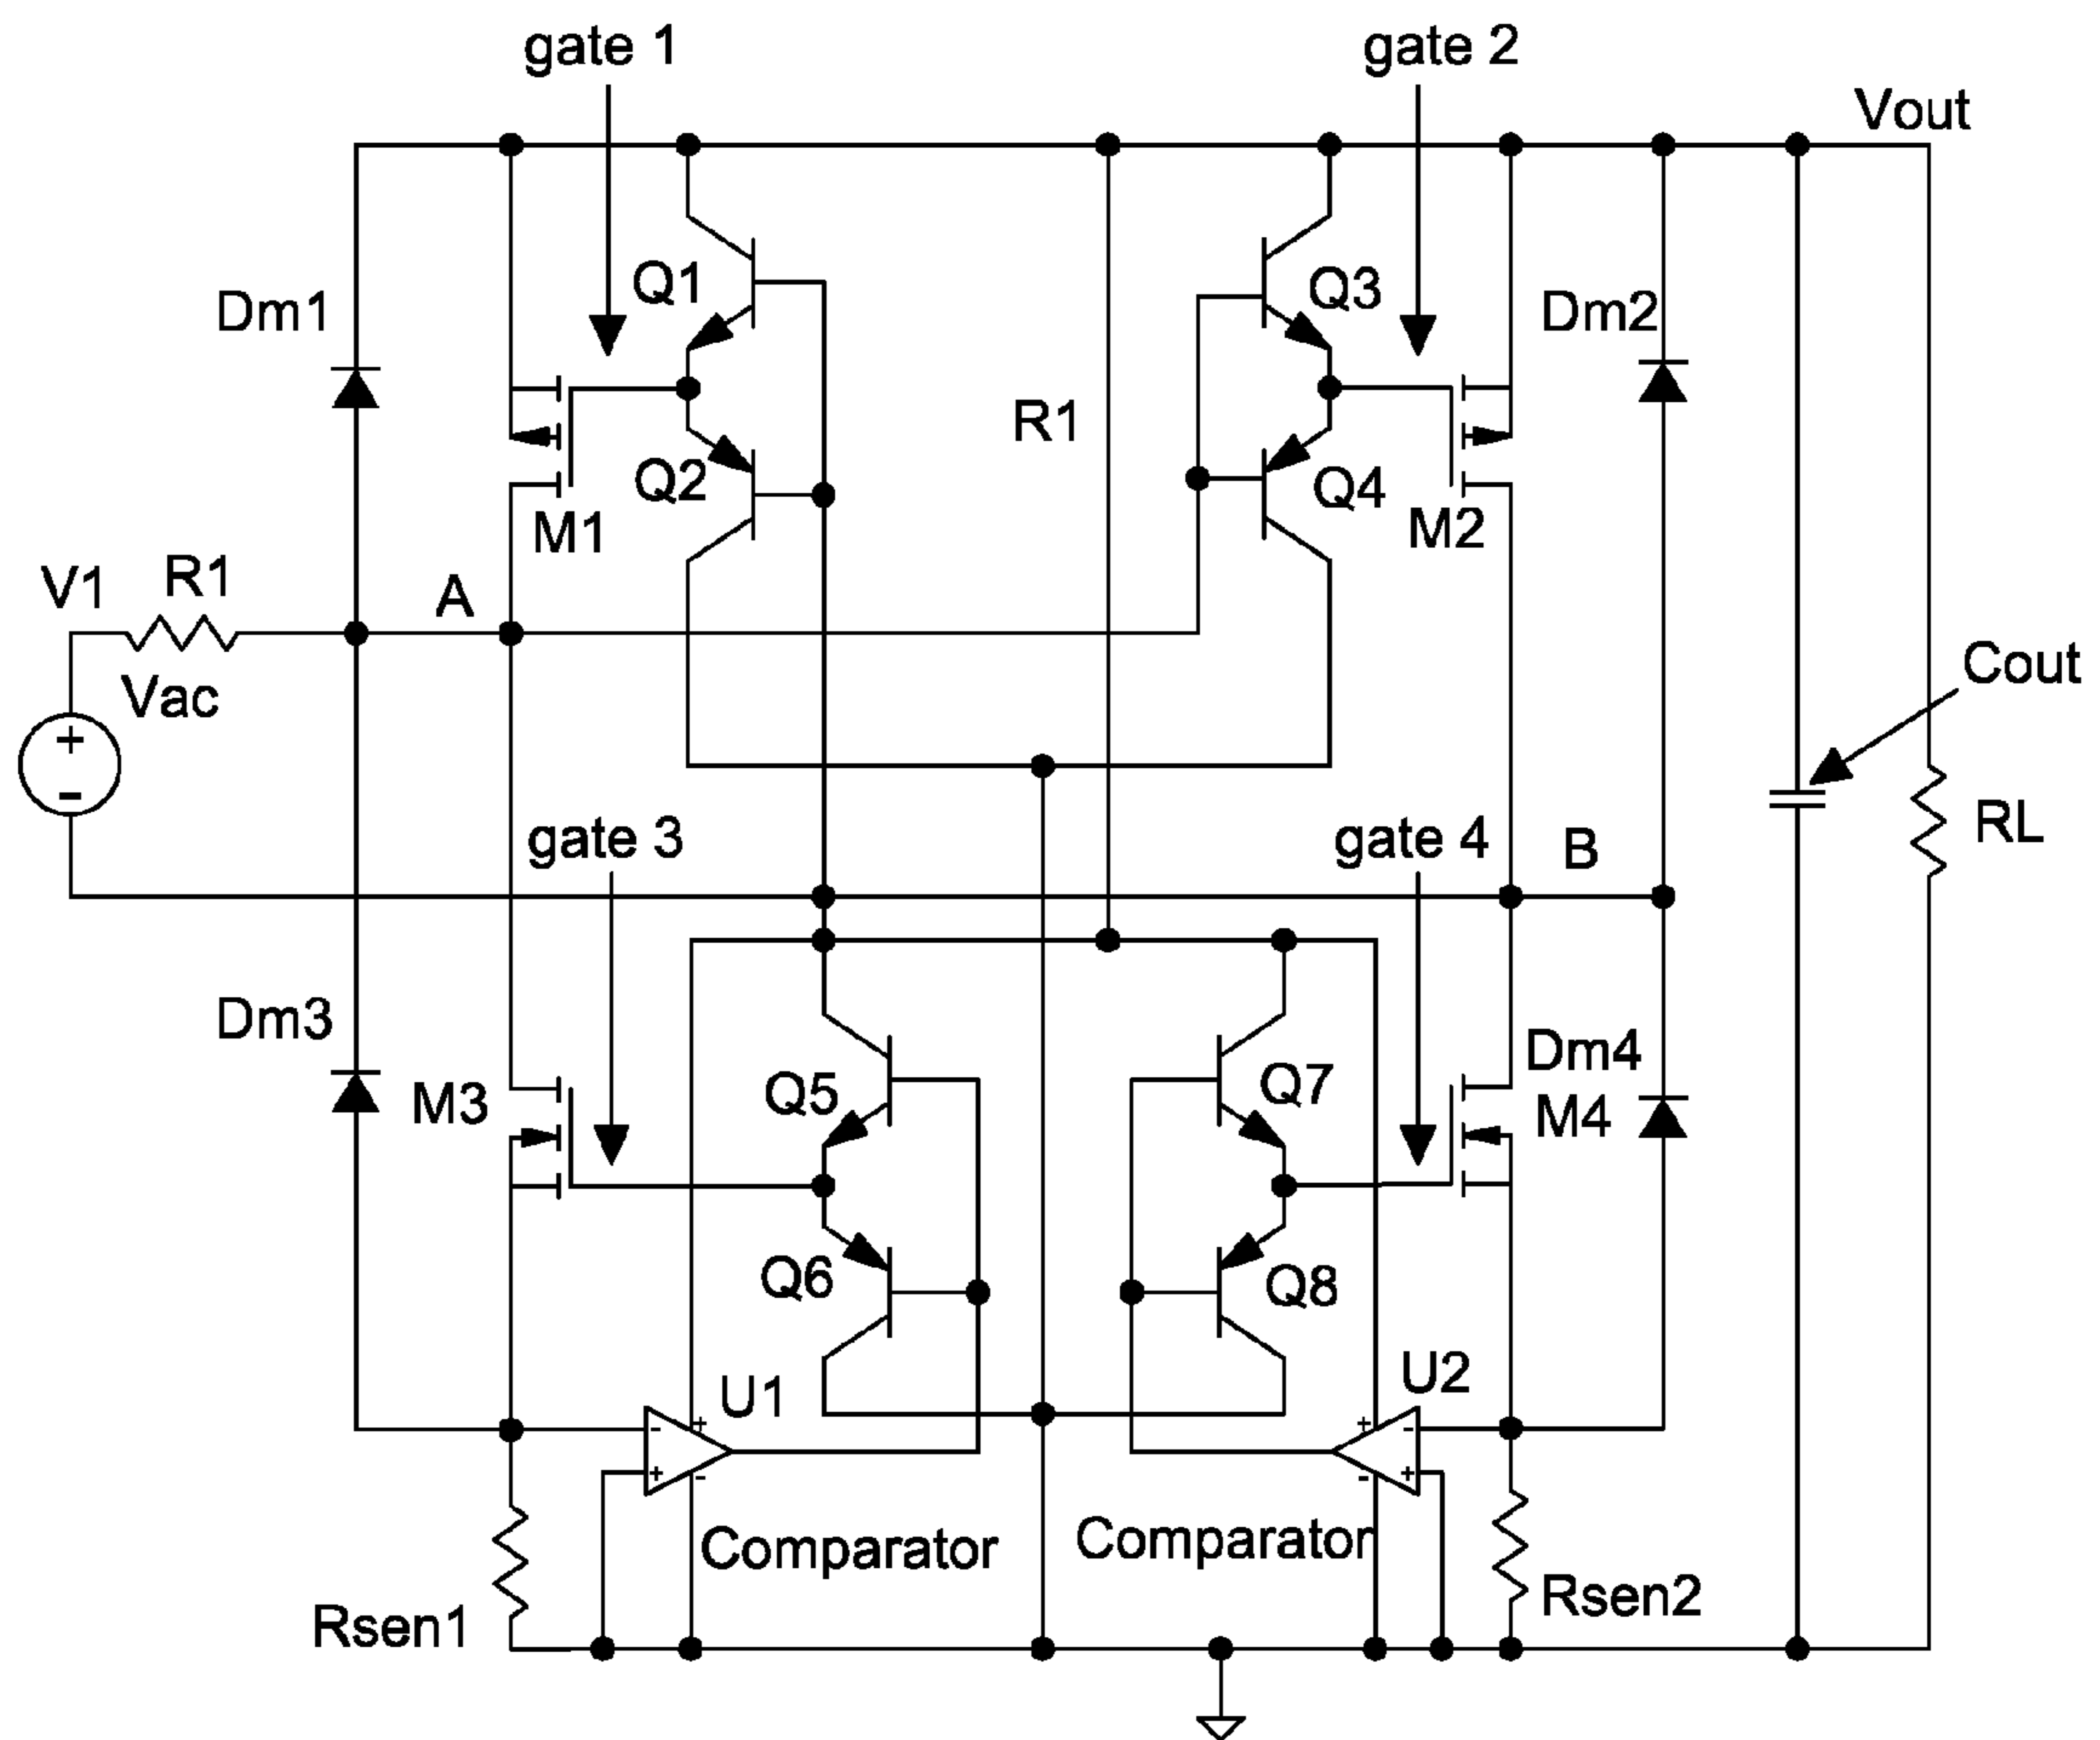 gate 1
gate 2
Vout
Q1
Q3
Dm1
Dm2
R1
Q2
Q4
M1
M2
V1
R1
A
Vac
+
-
Cout
gate 3
gate 4
B
RL
Dm3
M3
Q5
Q7
Dm4
M4
Q6
Q8
U1
U2
- +
+ -
+ -
- +
Comparator
Comparator
Rsen1
Rsen2